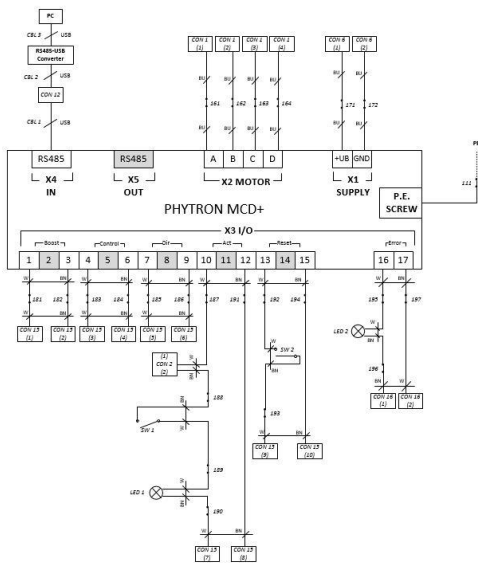 PC
CBL 3 USB
RS485-USB
Converter
CBL 2 USB
CON 12
CBL 1 USB
CON 1
(1)
CON 1
(2)
CON 1
(3)
CON 1
(4)
CON 6
(1)
CON 6
(2)
BU BU BU BU BU BU
161 162 163 164 171 172
BU BU BU BU BU BU
RS485 RS485 A B C D +UB GND
X4
IN
X5
OUT
X2 MOTOR
X1
SUPPLY
111
PHYTRON MCD+
P.E.
SCREW
X3 I/O
Boost Control Dir Act Reset Error
1 2 3 4 5 6 7 8 9 10 11 12 13 14 15 16 17
W BN W BN W BN W BN W BN W BN
181 182 183 184 185 186 187 191 192 194 195 197
W BN W BN W BN
CON 15
(1)
CON 15
(2)
CON 15
(3)
CON 15
(4)
CON 15
(5)
CON 15
(6)
LED 2
W
BN
W
SW 2
BN
(1)
CON 2
(2)
W
BN
196
188
BN W
CON 16
(1)
CON 16
(2)
BN
W
SW 1
193
W BN
CON 15
(9)
CON 15
(10)
189
LED 1
W
BN
190
W BN
CON 15
(7)
CON 15
(8)